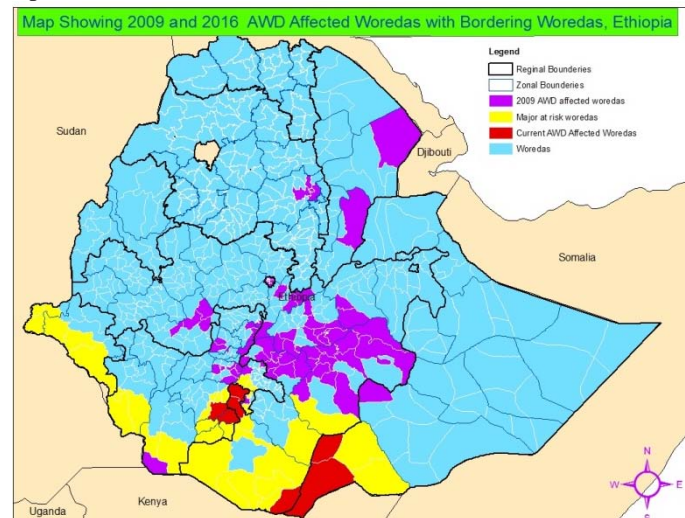 Map Showing 2009 and 2016 AWD Affected Woredas with Bordering Woredas, Ethiopia
Legend
Reginal Bounderies
Zonal Bounderies
2009 AWD affected woredas
Major at risk woredas
Current AWD Affected Woredas
Woredas
Sudan
Djibouti
Somalia
Ethiopia
N
W
E
S
Kenya
Uganda